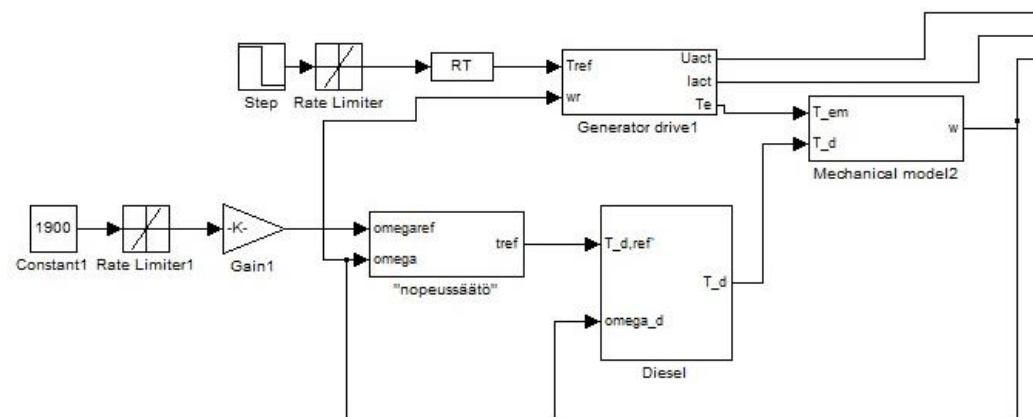 Step
Rate Limiter
RT
Tref
wr
Uact
Iact
Te
Generator drive1
T_em
T_d
w
Mechanical model2
1900
Constant1
Rate Limiter1
-K-
Gain1
omegaref
omega
tref
"nopeussäätö"
T_d,ref'
omega_d
T_d
Diesel